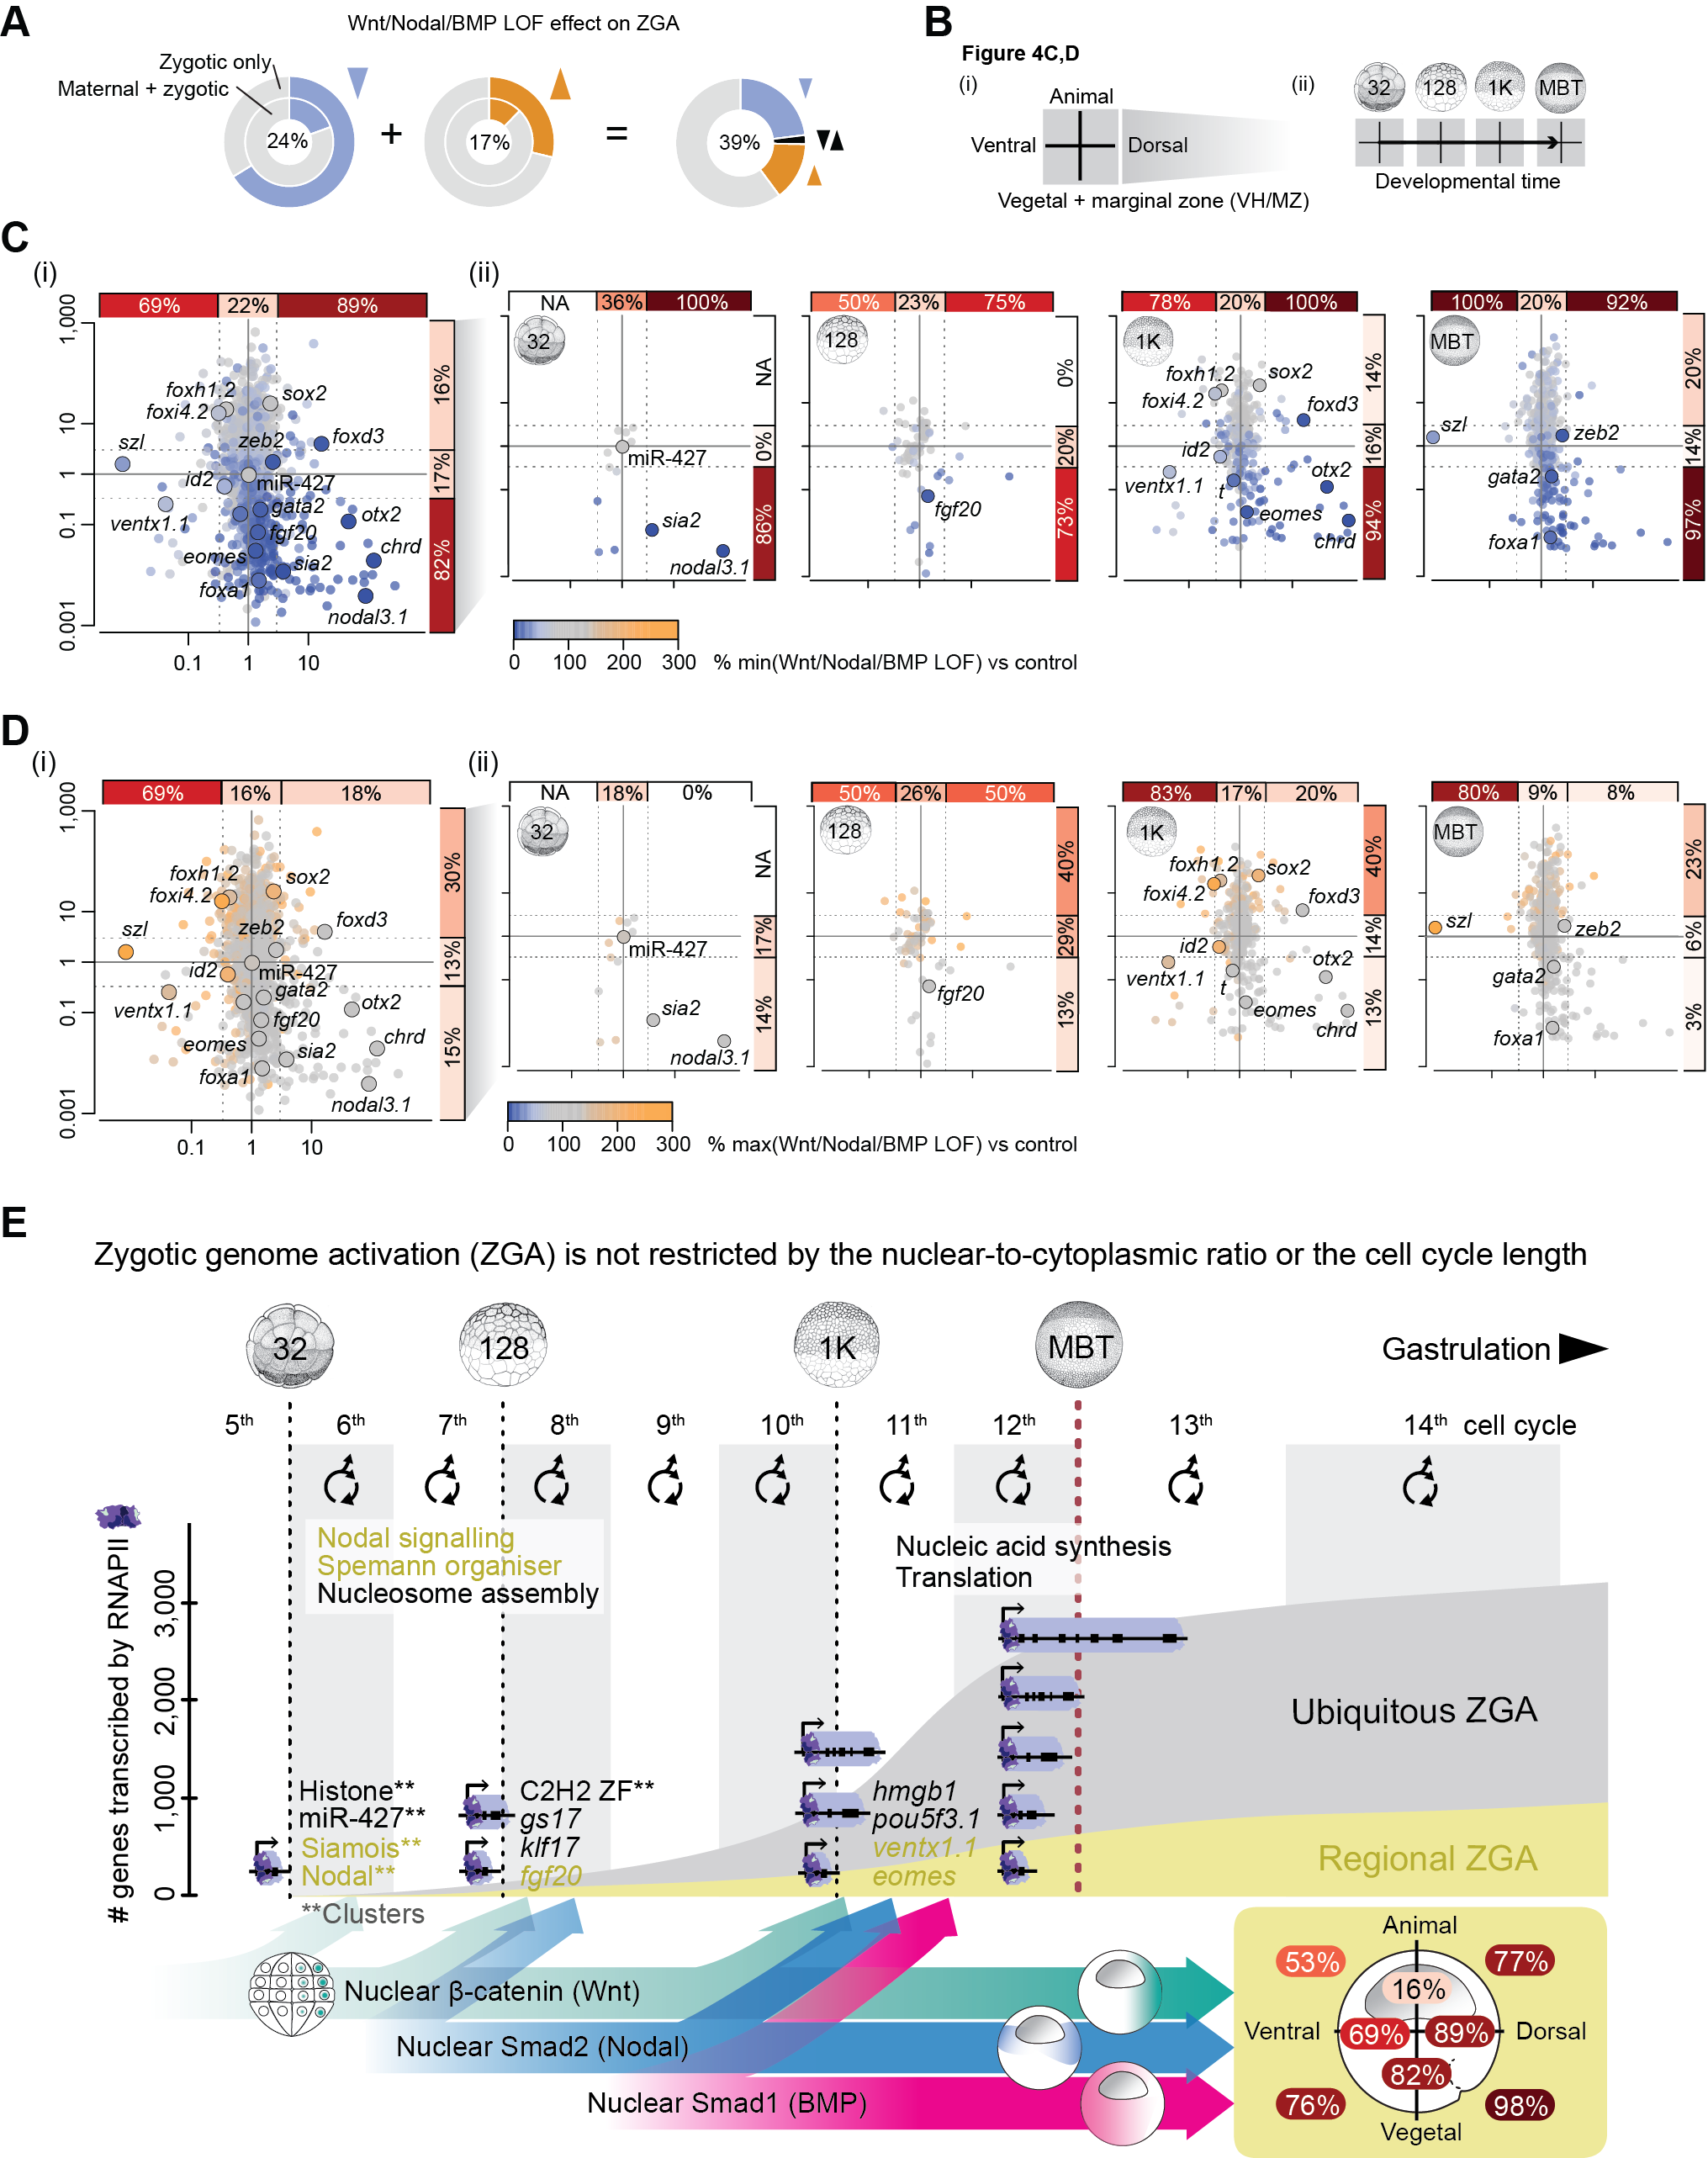 A
Wnt/Nodal/BMP LOF effect on ZGA
Zygotic only
Maternal + zygotic
24%
+
17%
=
39%
B
Figure 4C,D
(i)
Animal
Ventral
Dorsal
Vegetal + marginal zone (VH/MZ)
(ii)
32
128
1K
MBT
Developmental time
C
(i)
69%
22%
89%
1,000
10
1
0.1
0.001
16%
17%
82%
foxh1.2
foxi4.2
sox2
szl
zeb2
foxd3
id2
miR-427
ventx1.1
gata2
otx2
fgf20
eomes
chrd
sia2
foxa1
nodal3.1
0.1
1
10
(ii)
NA
36%
100%
32
NA
0%
86%
miR-427
sia2
nodal3.1
50%
23%
75%
128
0%
20%
73%
fgf20
78%
20%
100%
1K
14%
16%
94%
foxh1.2
sox2
foxi4.2
foxd3
id2
otx2
ventx1.1
t
eomes
chrd
100%
20%
92%
MBT
20%
14%
97%
szl
zeb2
gata2
foxa1
0
100
200
300
% min(Wnt/Nodal/BMP LOF) vs control
D
(i)
69%
16%
18%
1,000
10
1
0.1
0.001
30%
13%
15%
foxh1.2
foxi4.2
sox2
szl
zeb2
foxd3
id2
miR-427
ventx1.1
gata2
otx2
fgf20
eomes
chrd
sia2
foxa1
nodal3.1
0.1
1
10
(ii)
NA
18%
0%
32
NA
17%
14%
miR-427
sia2
nodal3.1
50%
26%
50%
128
40%
29%
13%
fgf20
83%
17%
20%
1K
40%
14%
13%
foxh1.2
sox2
foxi4.2
foxd3
id2
otx2
ventx1.1
t
eomes
chrd
80%
9%
8%
MBT
23%
6%
3%
szl
zeb2
gata2
foxa1
0
100
200
300
% max(Wnt/Nodal/BMP LOF) vs control
E
Zygotic genome activation (ZGA) is not restricted by the nuclear-to-cytoplasmic ratio or the cell cycle length
32
128
1K
MBT
Gastrulation
5th
6th
7th
8th
9th
10th
11th
12th
13th
14th cell cycle
# genes transcribed by RNAPII
3,000
2,000
1,000
0
Nodal signalling
Spemann organiser
Nucleosome assembly
Nucleic acid synthesis
Translation
Histone**
miR-427**
Siamois**
Nodal**
**Clusters
C2H2 ZF**
gs17
klf17
fgf20
hmgb1
pou5f3.1
ventx1.1
eomes
Ubiquitous ZGA
Regional ZGA
Nuclear β-catenin (Wnt)
Nuclear Smad2 (Nodal)
Nuclear Smad1 (BMP)
Animal
53%
77%
16%
Ventral
69%
89%
Dorsal
82%
76%
98%
Vegetal